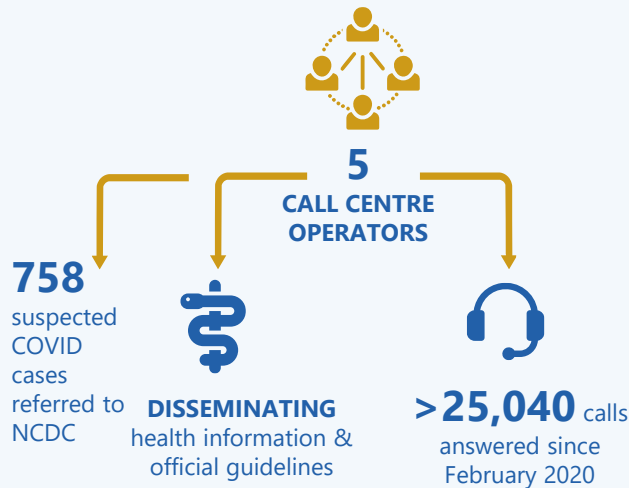 5
CALL CENTRE
OPERATORS
758
suspected
COVID
cases
referred to
NCDC
DISSEMINATING
health information &
official guidelines
>25,040 calls
answered since
February 2020